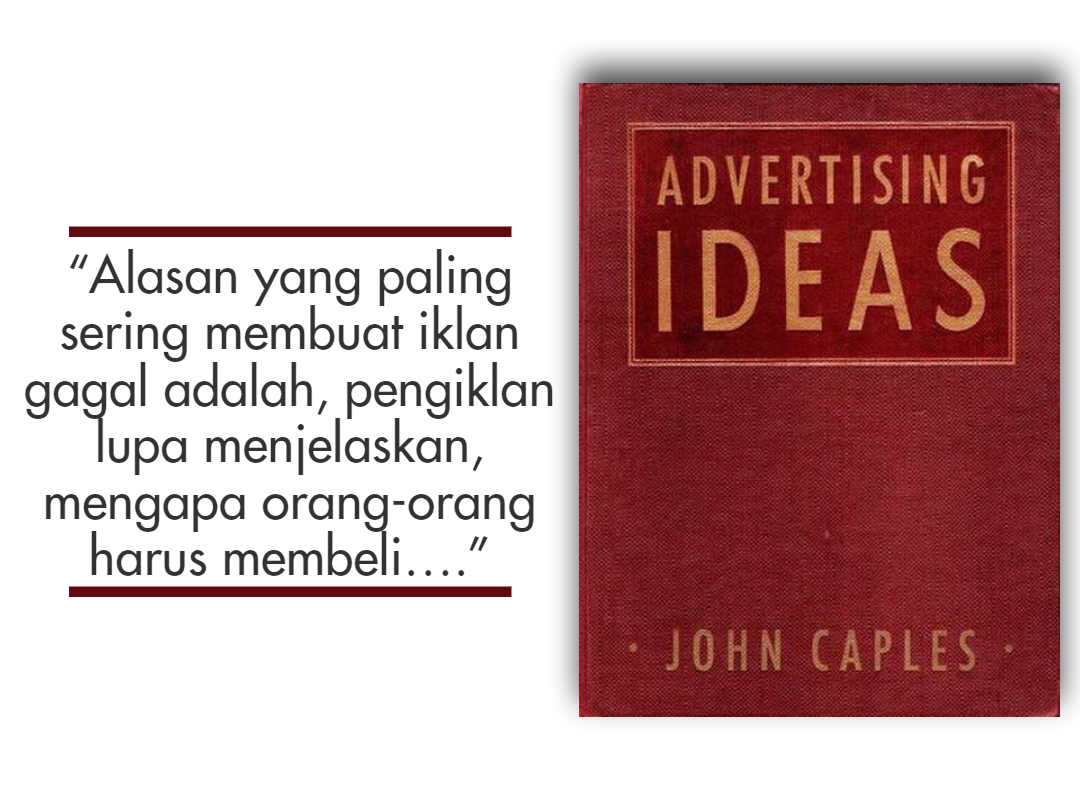 “Alasan yang paling
sering membuat iklan
gagal adalah, pengiklan
lupa menjelaskan,
mengapa orang-orang
harus membeli....”
ADVERTISING
IDEAS
· JOHN CAPLES ·